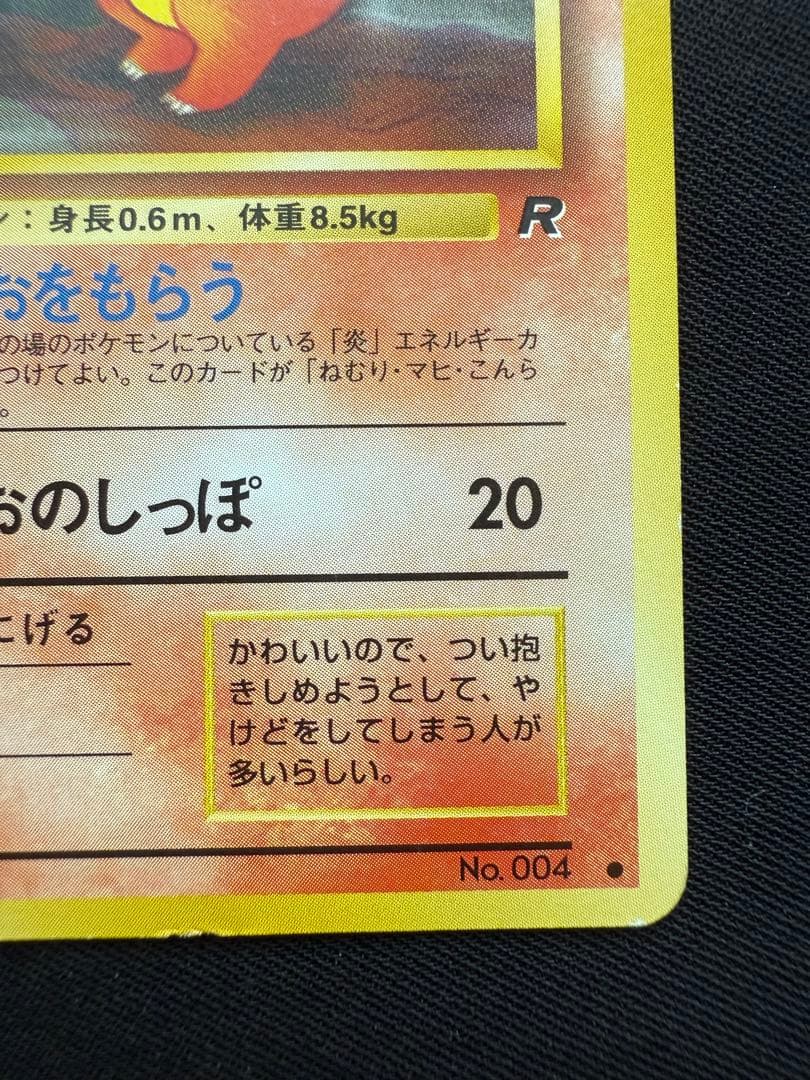 ン：身長0.6m、体重8.5kg R
おをもらう
の場のポケモンについている「炎」エネルギーカ
つけてよい。このカードが「ねむり・マヒ・こんら
。
おのしっぽ 20
にげる
かわいいので、つい抱
きしめようとして、や
けどをしてしまう人が
多いらしい。
No. 004 ●